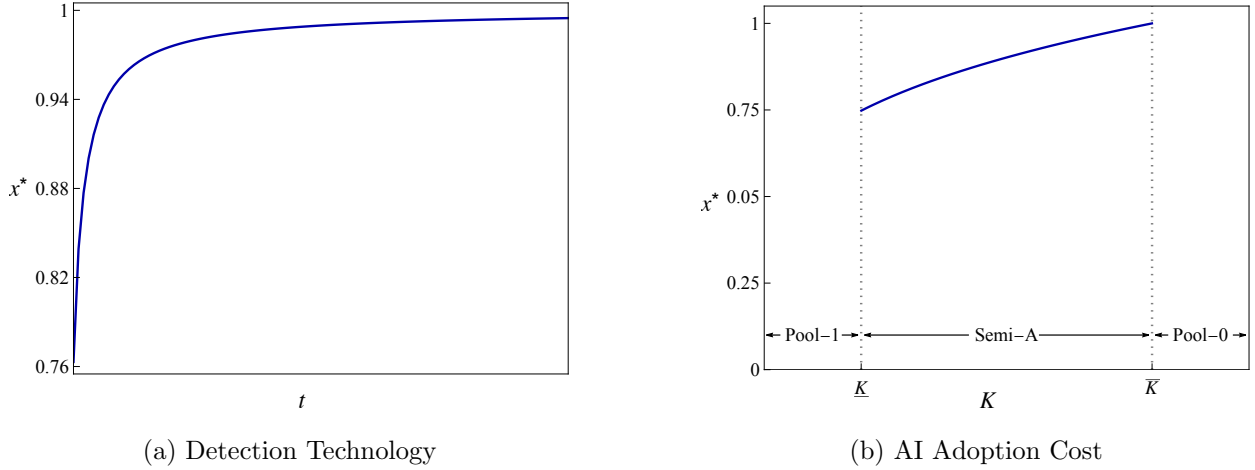 1
0.94
x*
0.88
0.82
0.76
t
(a) Detection Technology
1
0.75
x*
0.05
0.25
Pool−1
Semi−A
Pool−0
0
K
K
K
(b) AI Adoption Cost